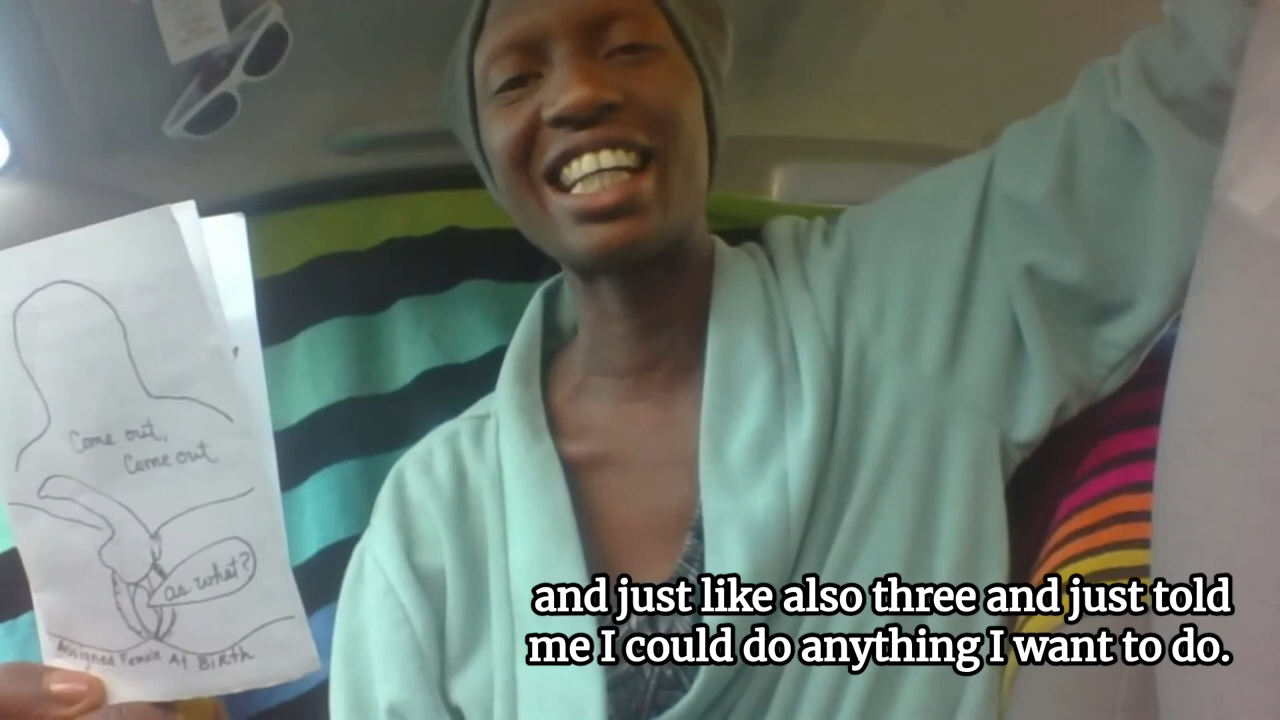 Come out,
Come out
as what?
Assigned Female At Birth
and just like also three and just told
me I could do anything I want to do.